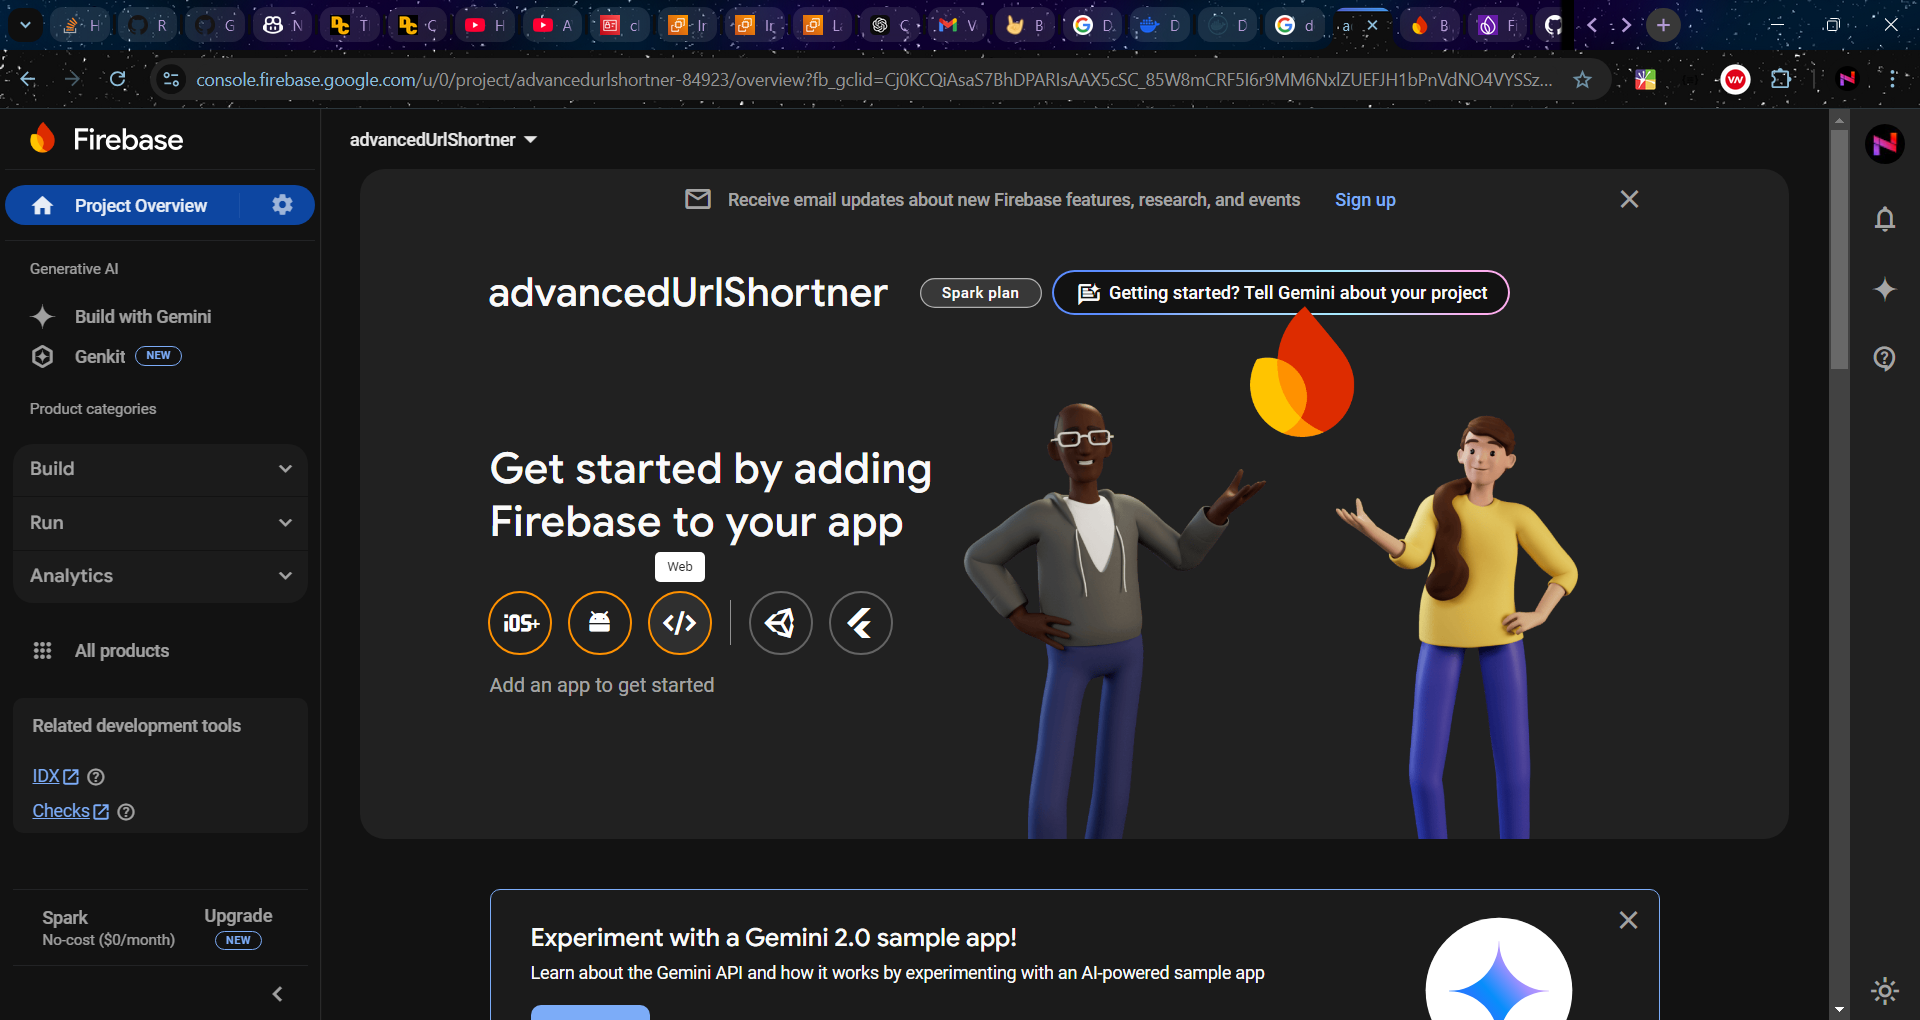 H
R
G
N
TI
C
H
A
cl
Ir
Ir
L
C
V
B
D
D
D
d
a
B
Fi
console.firebase.google.com/u/0/project/advancedurlshortner-84923/overview?fb_gclid=Cj0KCQiAsaS7BhDPARIsAAX5cSC_85W8mCRF5I6r9MM6NxlZUEFJH1bPnVdNO4VYSSz...
Firebase
advancedUrlShortner
Receive email updates about new Firebase features, research, and events
Sign up
Project Overview
advancedUrlShortner
Spark plan
Getting started? Tell Gemini about your project
Generative AI
Build with Gemini
Genkit NEW
Product categories
Build
Run
Analytics
All products
Get started by adding
Firebase to your app
Web
iOS+
Add an app to get started
Related development tools
IDX
Checks
Spark
No-cost ($0/month)
Upgrade
NEW
Experiment with a Gemini 2.0 sample app!
Learn about the Gemini API and how it works by experimenting with an AI-powered sample app